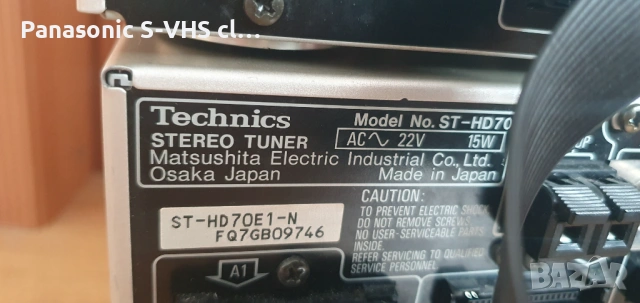 Panasonic S-VHS cl...
Technics
Model No. ST-HD70
STEREO TUNER
AC 22V 15W
Matsushita Electric Industrial Co., Ltd.
Osaka Japan
Made in Japan
ST-HD70E1-N
FQ7GB09746
CAUTION:
TO PREVENT ELECTRIC SHOCK
DO NOT REMOVE SCREWS.
NO USER-SERVICEABLE PARTS
INSIDE.
REFER SERVICING TO QUALIFIED
SERVICE PERSONNEL.
A1
A2
bazar